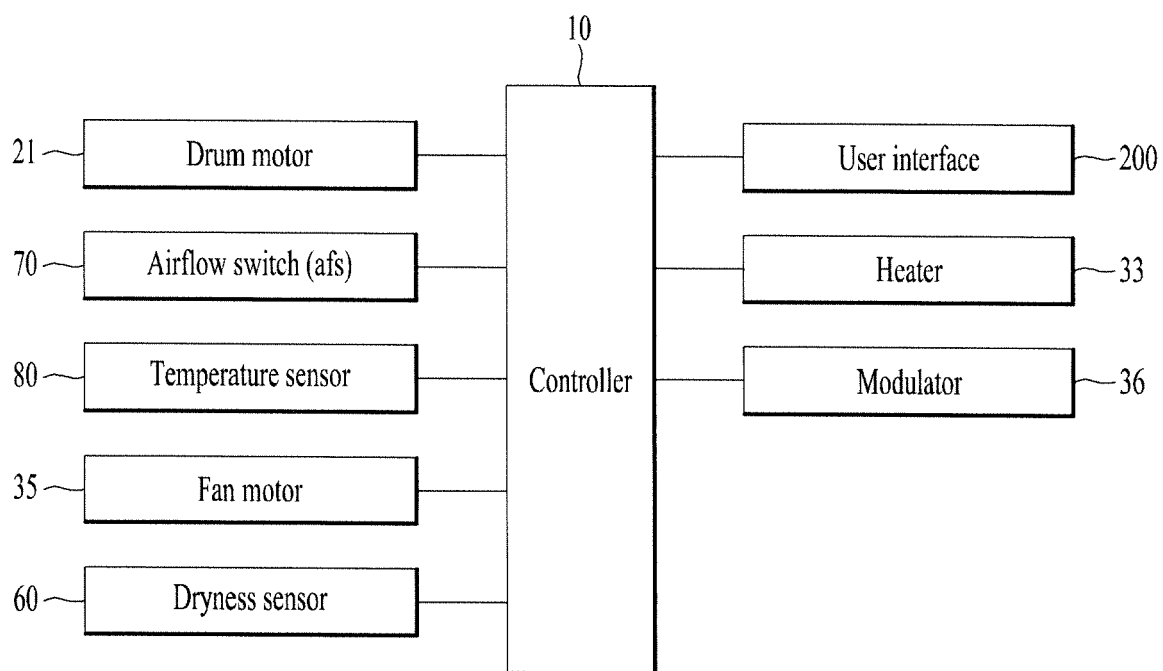 10
21 Drum motor
User interface 200
70 Airflow switch (afs)
Heater 33
80 Temperature sensor
Controller
Modulator 36
35 Fan motor
60 Dryness sensor